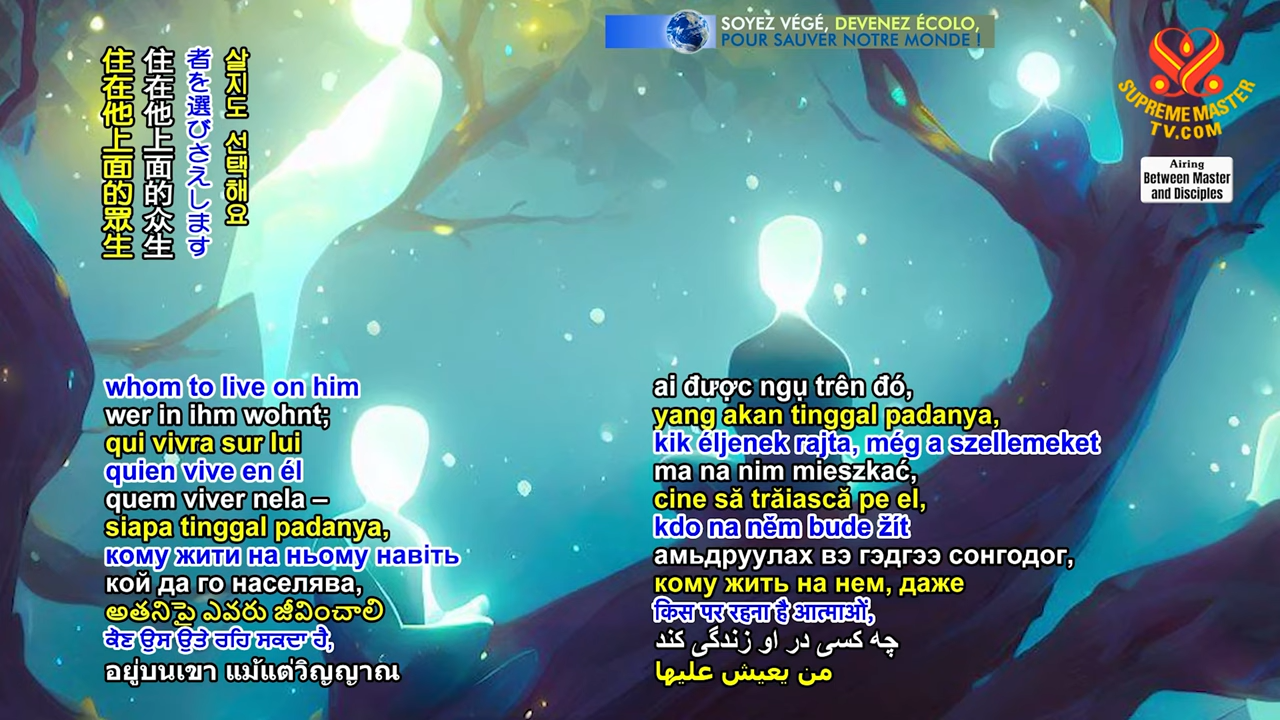 SOYEZ VÉGÉ, DEVENEZ ÉCOLO,
POUR SAUVER NOTRE MONDE !
SUPREME MASTER
TV.COM
Airing
Between Master
and Disciples
住在他上面的眾生
住在他上面的众生
者を選びさえします
살지도 선택해요
whom to live on him
wer in ihm wohnt;
qui vivra sur lui
quien vive en él
quem viver nela –
siapa tinggal padanya,
кому жити на ньому навіть
кой да го населява,
అతనిపై ఎవరు జీవించాలి
ਕੌਣ ਉਸ ਉਤੇ ਰਹਿ ਸਕਦਾ ਹੈ,
อยู่บนเขา แม้แต่วิญญาณ
ai được ngụ trên đó,
yang akan tinggal padanya,
kik éljenek rajta, még a szellemeket
ma na nim mieszkać,
cine să trăiască pe el,
kdo na něm bude žít
амьдруулах вэ гэдгээ сонгодог,
кому жить на нем, даже
किस पर रहना है आत्माओं,
چه کسی در او زندگی کند
من يعيش عليها